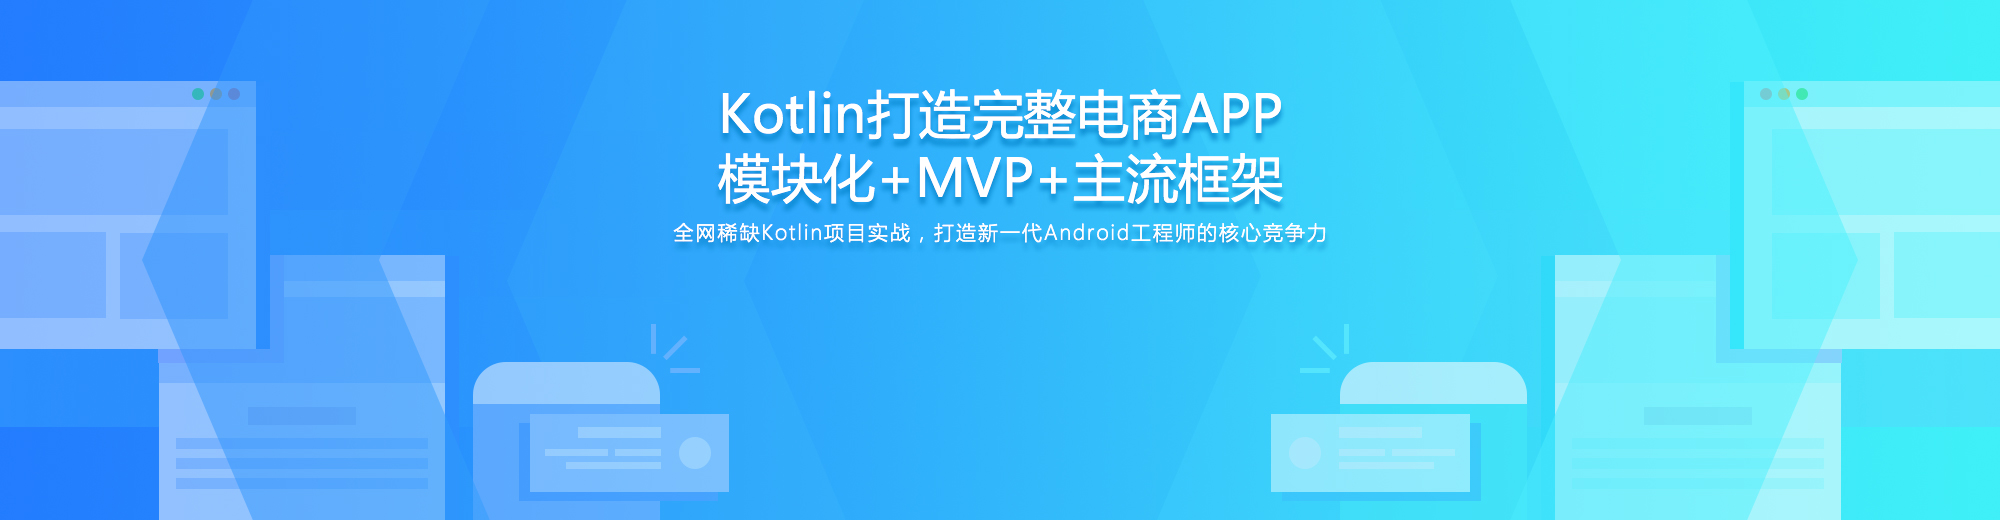 Kotlin打造完整电商APP
模块化+MVP+主流框架
全网稀缺Kotlin项目实战，打造新一代Android工程师的核心竞争力